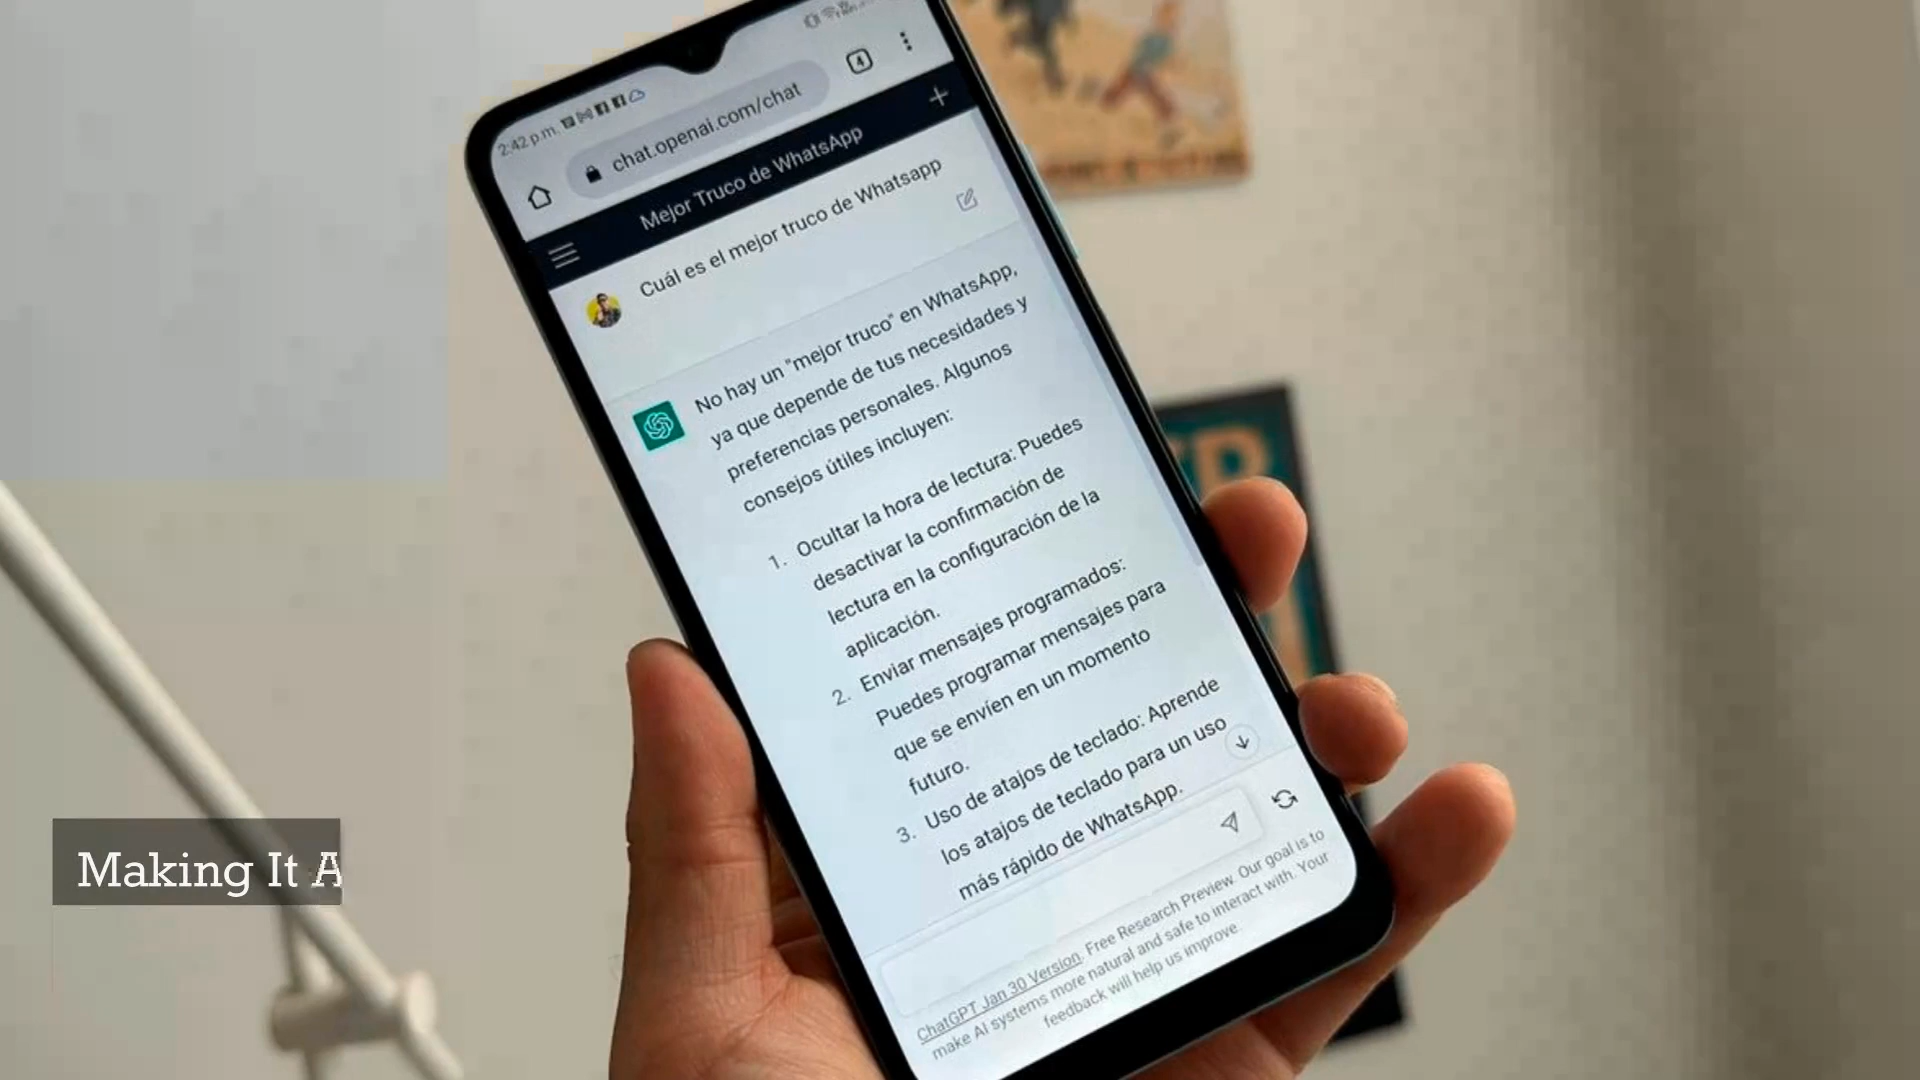 2:42 p.m.
4
chat.openai.com/chat
Mejor Truco de WhatsApp
Cuál es el mejor truco de Whatsapp
No hay un "mejor truco" en WhatsApp,
ya que depende de tus necesidades y
preferencias personales. Algunos
consejos útiles incluyen:
1. Ocultar la hora de lectura: Puedes
desactivar la confirmación de
lectura en la configuración de la
aplicación.
2. Enviar mensajes programados:
Puedes programar mensajes para
que se envíen en un momento
futuro.
3. Uso de atajos de teclado: Aprende
los atajos de teclado para un uso
más rápido de WhatsApp.
ChatGPT Jan 30 Version. Free Research Preview. Our goal is to
make AI systems more natural and safe to interact with. Your
feedback will help us improve.
Making It A